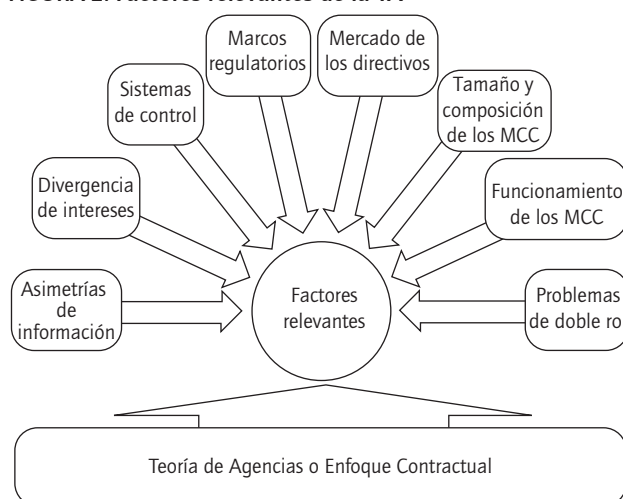 Marcos
regulatorios
Mercado de
los directivos
Sistemas
de control
Tamaño y
composición
de los MCC
Divergencia
de intereses
Funcionamiento
de los MCC
Asimetrías
de
información
Factores
relevantes
Problemas
de doble ro
Teoría de Agencias o Enfoque Contractual